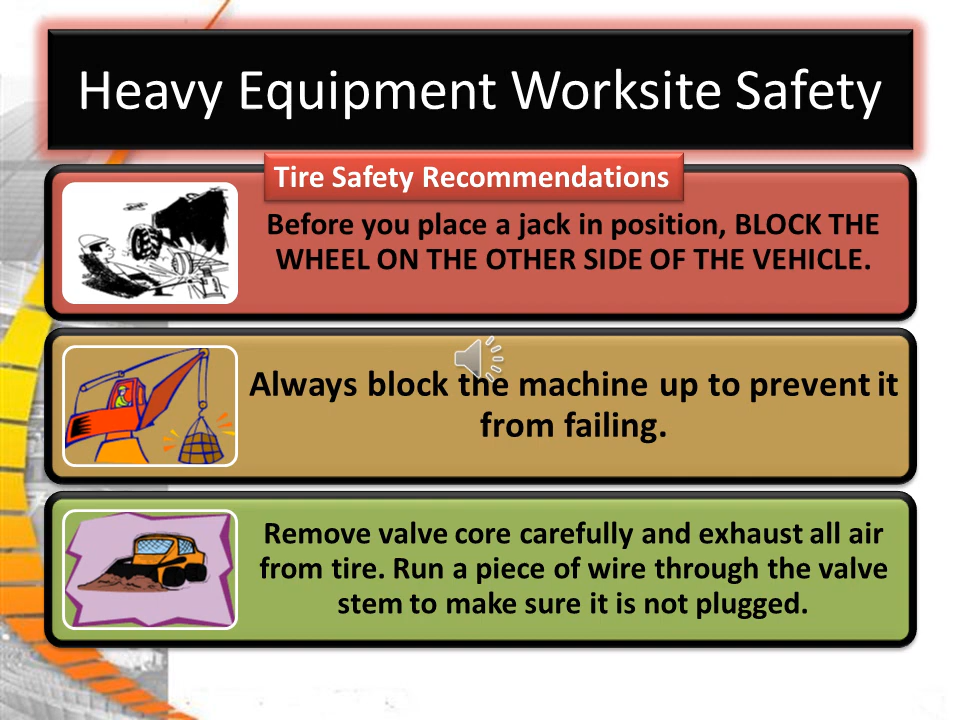 Heavy Equipment Worksite Safety
Tire Safety Recommendations
Before you place a jack in position, BLOCK THE
WHEEL ON THE OTHER SIDE OF THE VEHICLE.
Always block the machine up to prevent it
from failing.
Remove valve core carefully and exhaust all air
from tire. Run a piece of wire through the valve
stem to make sure it is not plugged.